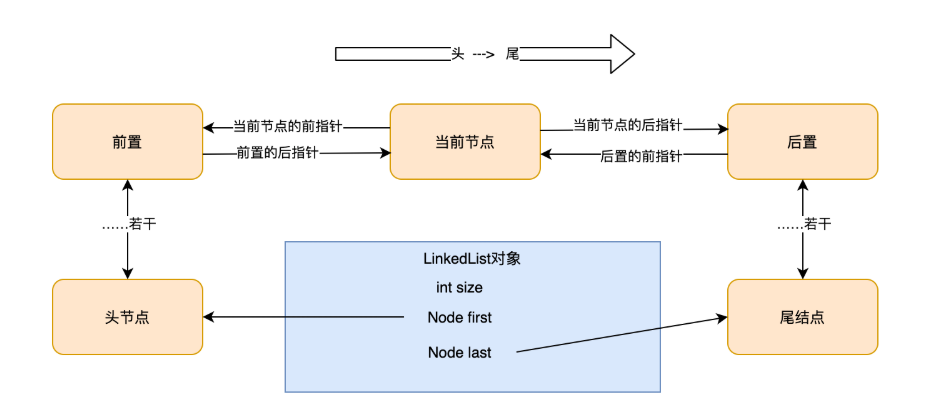 头 ---> 尾
前置
当前节点的前指针
前置的后指针
当前节点
当前节点的后指针
后置的前指针
后置
......若干
......若干
LinkedList对象
int size
Node first
Node last
头节点
尾结点